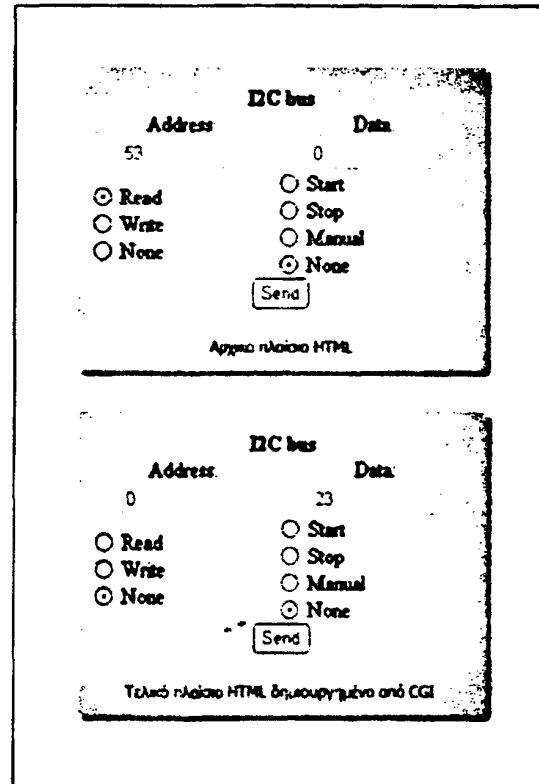 I2C bus
Address Data
53 0
Read
Write
None
Start
Stop
Manual
None
Send
Αρχικό πλαίσιο HTML
I2C bus
Address: Data:
0 23
Read
Write
None
Start
Stop
Manual
None
Send
Τελικό πλαίσιο HTML δημιουργημένο από CGI